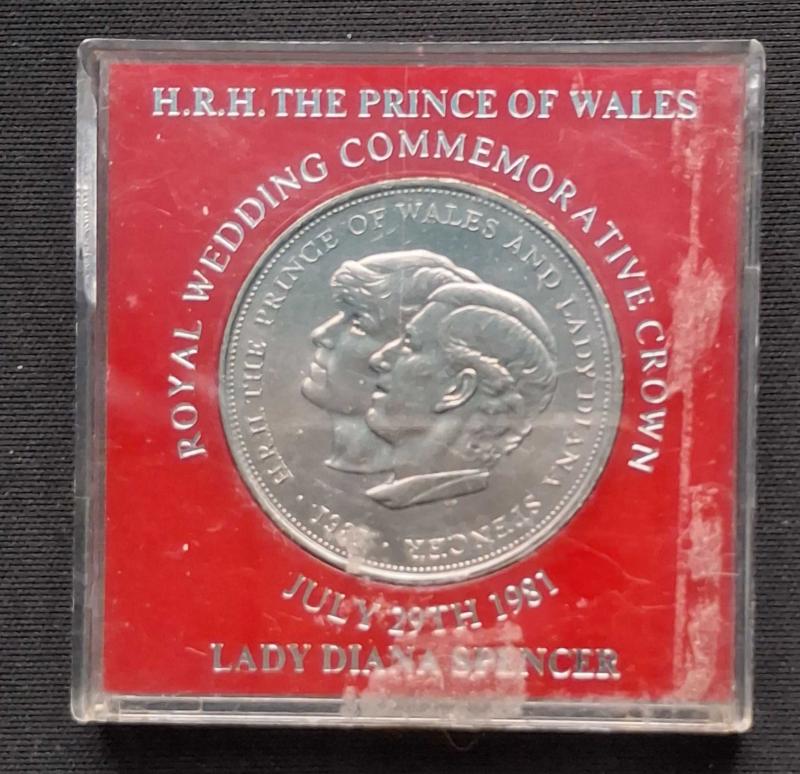 H.R.H. THE PRINCE OF WALES
ROYAL WEDDING COMMEMORATIVE CROWN
H.R.H. THE PRINCE OF WALES AND LADY DIANA SPENCER · 1981 ·
JULY 29TH 1981
LADY DIANA SPENCER